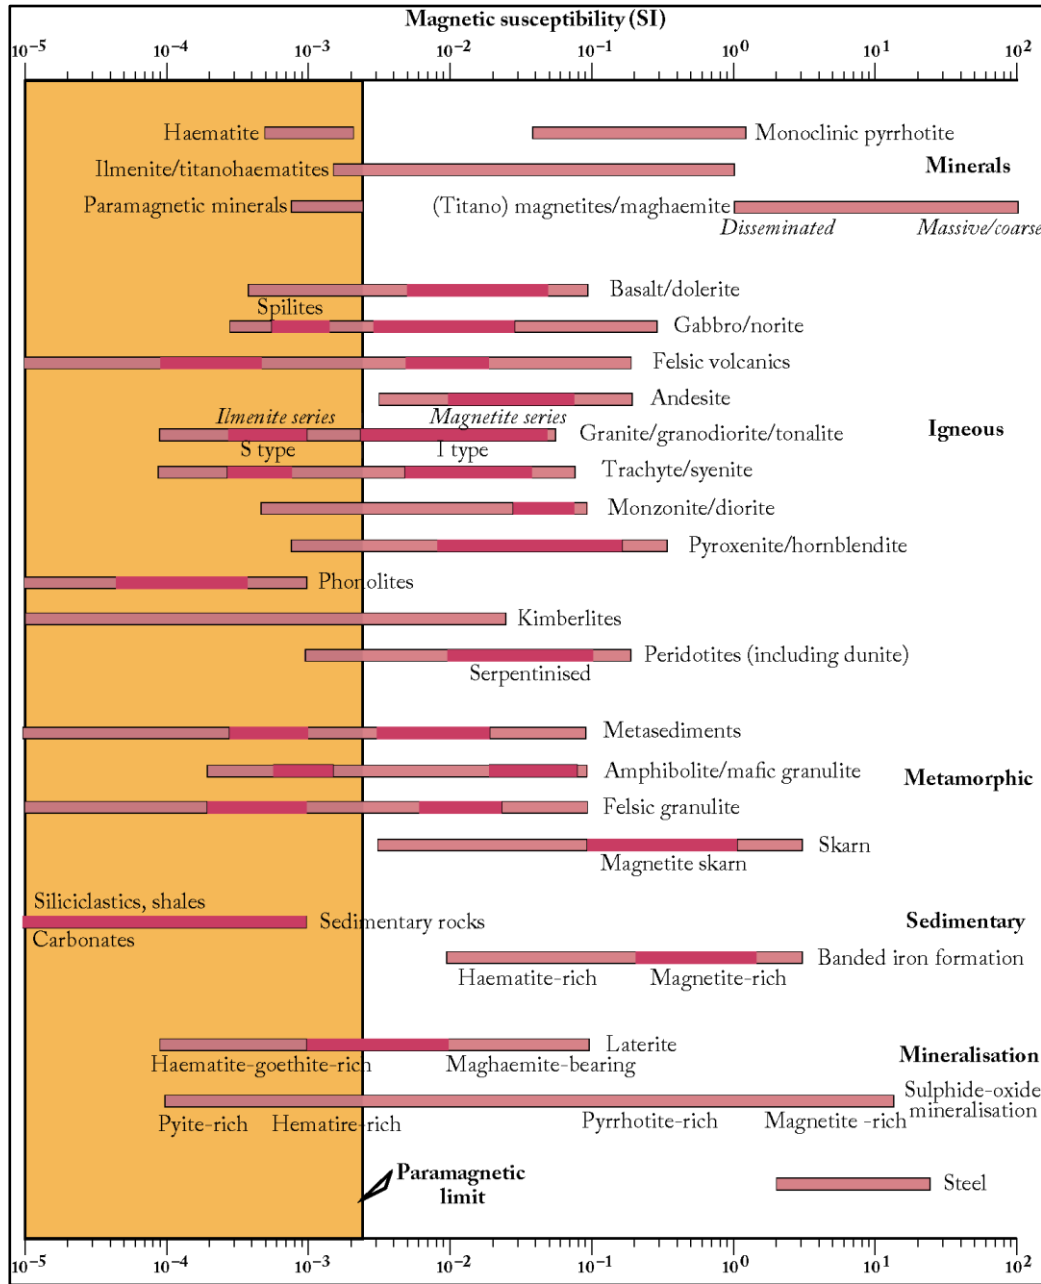 Magnetic susceptibility (SI)
10⁻⁵ 10⁻⁴ 10⁻³ 10⁻² 10⁻¹ 10⁰ 10¹ 10²
Haematite Monoclinic pyrrhotite
Ilmenite/titanohaematites Minerals
Paramagnetic minerals (Titano) magnetites/maghaemite
Disseminated Massive/coarse
Basalt/dolerite
Spilites
Gabbro/norite
Felsic volcanics
Andesite
Ilmenite series Magnetite series
Granite/granodiorite/tonalite Igneous
S type I type
Trachyte/syenite
Monzonite/diorite
Pyroxenite/hornblendite
Phonolites
Kimberlites
Peridotites (including dunite)
Serpentinised
Metasediments
Amphibolite/mafic granulite Metamorphic
Felsic granulite
Skarn
Magnetite skarn
Siliciclastics, shales
Sedimentary rocks Sedimentary
Carbonates
Banded iron formation
Haematite-rich Magnetite-rich
Laterite
Haematite-goethite-rich Maghaemite-bearing Mineralisation
Sulphide-oxide
mineralisation
Pyite-rich Hematire-rich Pyrrhotite-rich Magnetite -rich
Paramagnetic
limit
Steel
10⁻⁵ 10⁻⁴ 10⁻³ 10⁻² 10⁻¹ 10⁰ 10¹ 10²